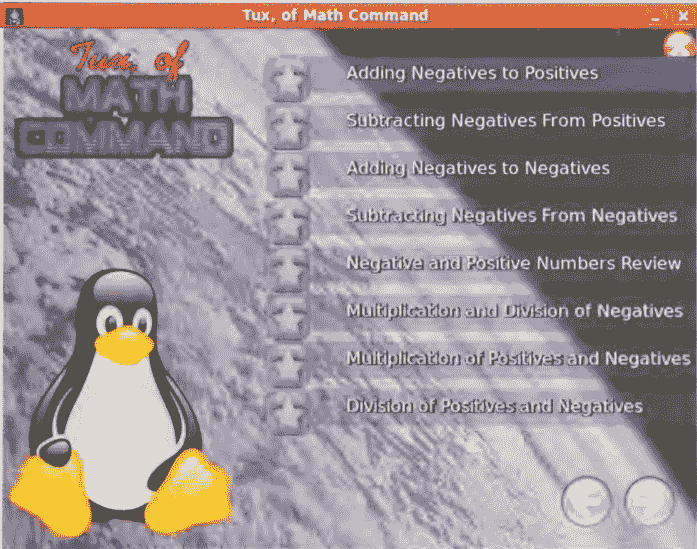 Tux, of Math Command
Tux, of
MATH
COMMAND
Adding Negatives to Positives
Subtracting Negatives From Positives
Adding Negatives to Negatives
Subtracting Negatives From Negatives
Negative and Positive Numbers Review
Multiplication and Division of Negatives
Multiplication of Positives and Negatives
Division of Positives and Negatives